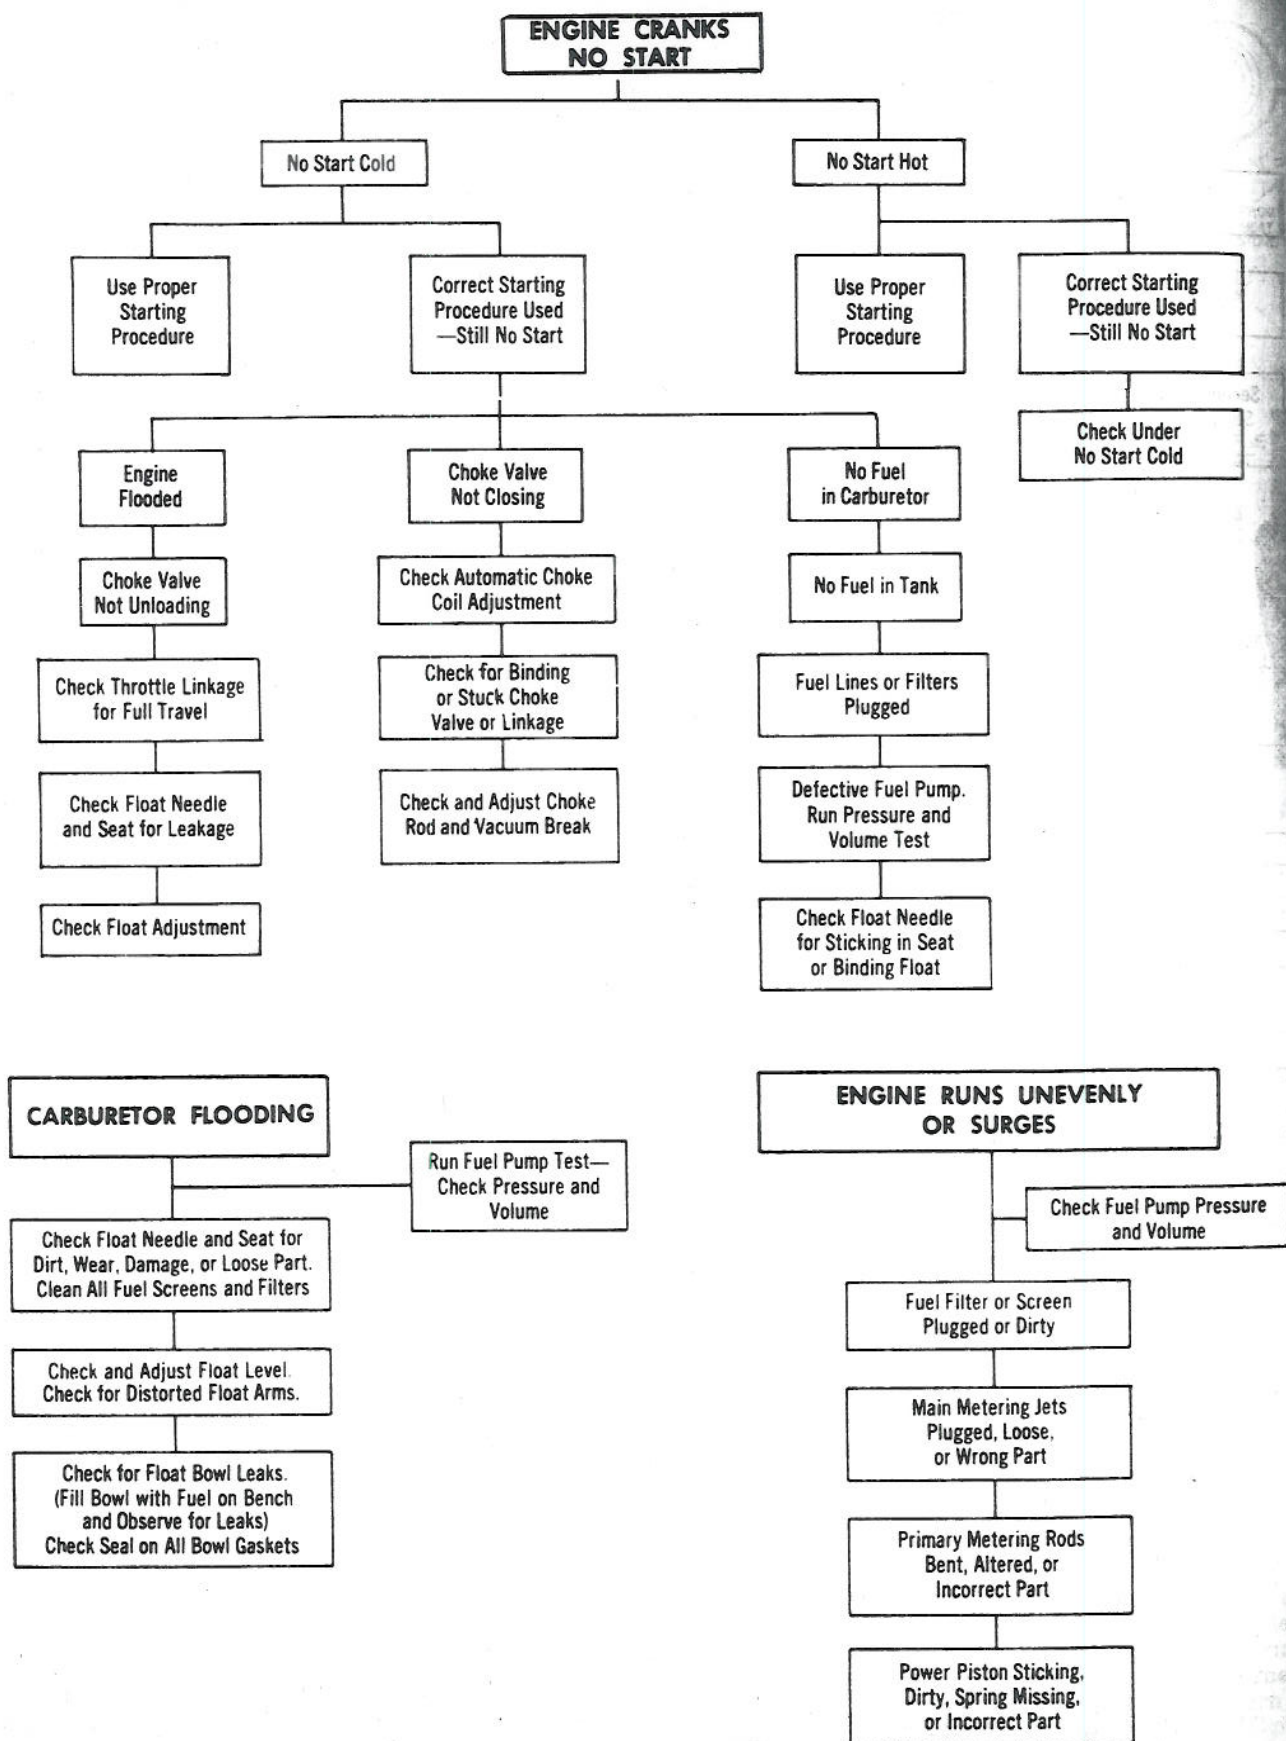 ENGINE CRANKS
NO START
No Start Cold
No Start Hot
Use Proper
Starting
Procedure
Correct Starting
Procedure Used
—Still No Start
Use Proper
Starting
Procedure
Correct Starting
Procedure Used
—Still No Start
Check Under
No Start Cold
Engine
Flooded
Choke Valve
Not Unloading
Check Throttle Linkage
for Full Travel
Check Float Needle
and Seat for Leakage
Check Float Adjustment
Choke Valve
Not Closing
Check Automatic Choke
Coil Adjustment
Check for Binding
or Stuck Choke
Valve or Linkage
Check and Adjust Choke
Rod and Vacuum Break
No Fuel
in Carburetor
No Fuel in Tank
Fuel Lines or Filters
Plugged
Defective Fuel Pump.
Run Pressure and
Volume Test
Check Float Needle
for Sticking in Seat
or Binding Float
CARBURETOR FLOODING
Run Fuel Pump Test—
Check Pressure and
Volume
Check Float Needle and Seat for
Dirt, Wear, Damage, or Loose Part.
Clean All Fuel Screens and Filters
Check and Adjust Float Level.
Check for Distorted Float Arms.
Check for Float Bowl Leaks.
(Fill Bowl with Fuel on Bench
and Observe for Leaks)
Check Seal on All Bowl Gaskets
ENGINE RUNS UNEVENLY
OR SURGES
Check Fuel Pump Pressure
and Volume
Fuel Filter or Screen
Plugged or Dirty
Main Metering Jets
Plugged, Loose,
or Wrong Part
Primary Metering Rods
Bent, Altered, or
Incorrect Part
Power Piston Sticking,
Dirty, Spring Missing,
or Incorrect Part